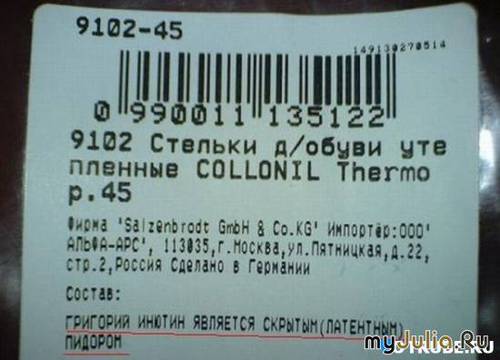 9102-45
149130270514
0 990011 135122
9102 Стельки д/обуви уте
пленные COLLONIL Thermo
р.45
Фирма 'Salzenbrodt GmbH & Co.KG' Импортёр:ООО'
АЛЬФА-АРС', 113035,г.Москва,ул.Пятницкая,д.22,
стр.2,Россия Сделано в Германии
Состав:
ГРИГОРИЙ ИНЮТИН ЯВЛЯЕТСЯ СКРЫТЫМ(ЛАТЕНТНЫМ)
ПИДОРОМ
myJulia.Ru